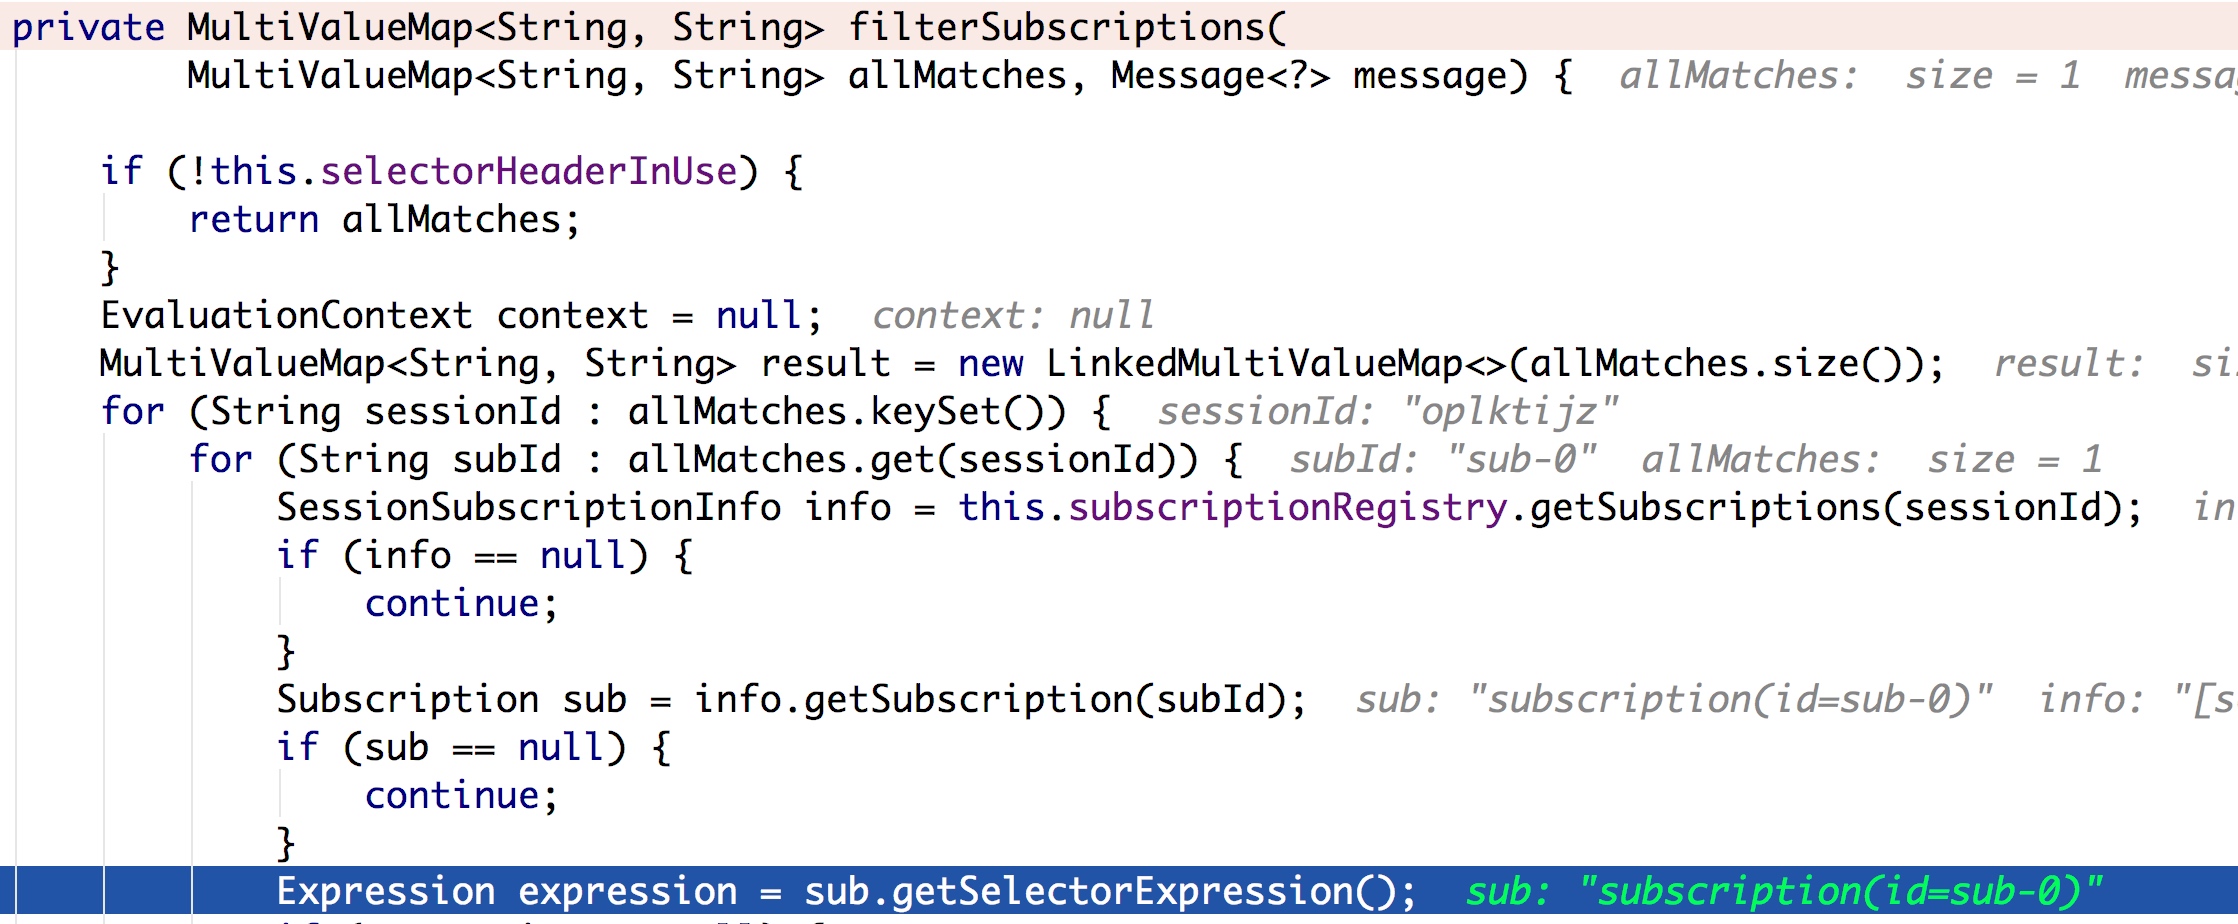 private MultiValueMap<String, String> filterSubscriptions(
MultiValueMap<String, String> allMatches, Message<?> message) { allMatches: size = 1
if (!this.selectorHeaderInUse) {
return allMatches;
}
EvaluationContext context = null; context: null
MultiValueMap<String, String> result = new LinkedMultiValueMap<>(allMatches.size()); result:
for (String sessionId : allMatches.keySet()) { sessionId: "oplktijz"
for (String subId : allMatches.get(sessionId)) { subId: "sub-0" allMatches: size = 1
SessionSubscriptionInfo info = this.subscriptionRegistry.getSubscriptions(sessionId);
if (info == null) {
continue;
}
Subscription sub = info.getSubscription(subId); sub: "subscription(id=sub-0)" info: "[s
if (sub == null) {
continue;
}
Expression expression = sub.getSelectorExpression(); sub: "subscription(id=sub-0)"